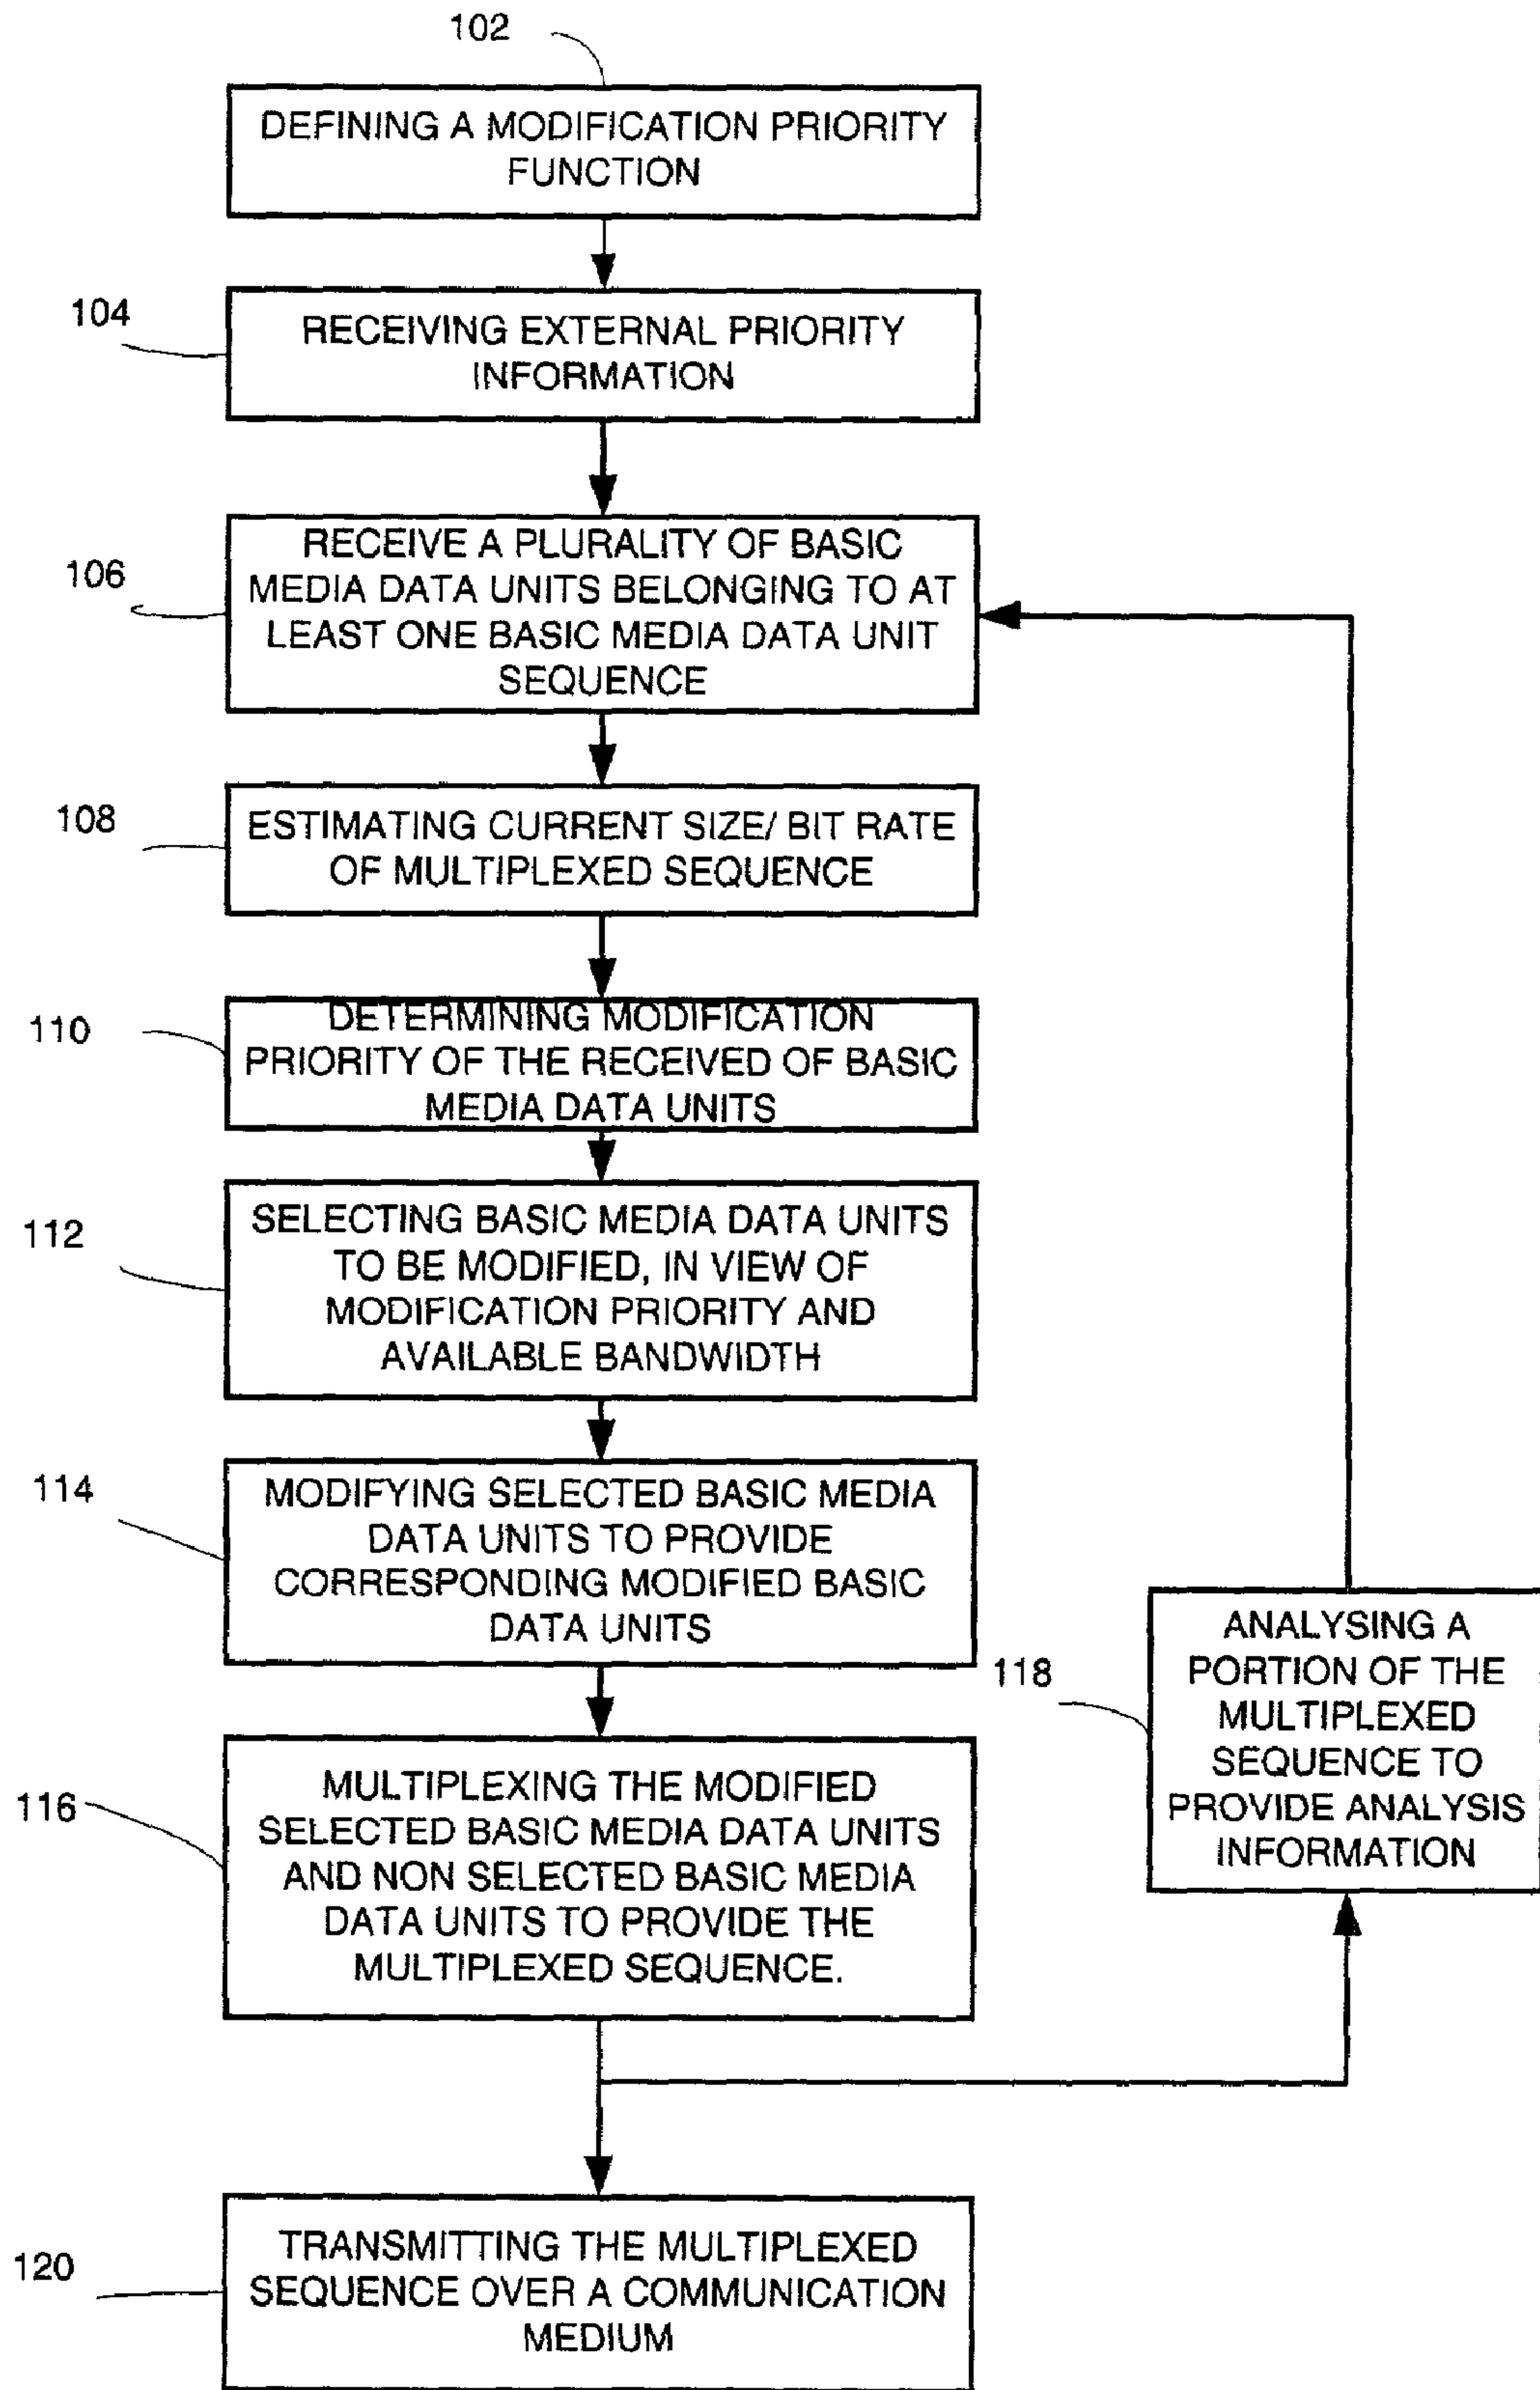 102
DEFINING A MODIFICATION PRIORITY
FUNCTION
104
RECEIVING EXTERNAL PRIORITY
INFORMATION
106
RECEIVE A PLURALITY OF BASIC
MEDIA DATA UNITS BELONGING TO AT
LEAST ONE BASIC MEDIA DATA UNIT
SEQUENCE
108
ESTIMATING CURRENT SIZE/ BIT RATE
OF MULTIPLEXED SEQUENCE
110
DETERMINING MODIFICATION
PRIORITY OF THE RECEIVED OF BASIC
MEDIA DATA UNITS
112
SELECTING BASIC MEDIA DATA UNITS
TO BE MODIFIED, IN VIEW OF
MODIFICATION PRIORITY AND
AVAILABLE BANDWIDTH
114
MODIFYING SELECTED BASIC MEDIA
DATA UNITS TO PROVIDE
CORRESPONDING MODIFIED BASIC
DATA UNITS
118
ANALYSING A
PORTION OF THE
MULTIPLEXED
SEQUENCE TO
PROVIDE ANALYSIS
INFORMATION
116
MULTIPLEXING THE MODIFIED
SELECTED BASIC MEDIA DATA UNITS
AND NON SELECTED BASIC MEDIA
DATA UNITS TO PROVIDE THE
MULTIPLEXED SEQUENCE.
120
TRANSMITTING THE MULTIPLEXED
SEQUENCE OVER A COMMUNICATION
MEDIUM